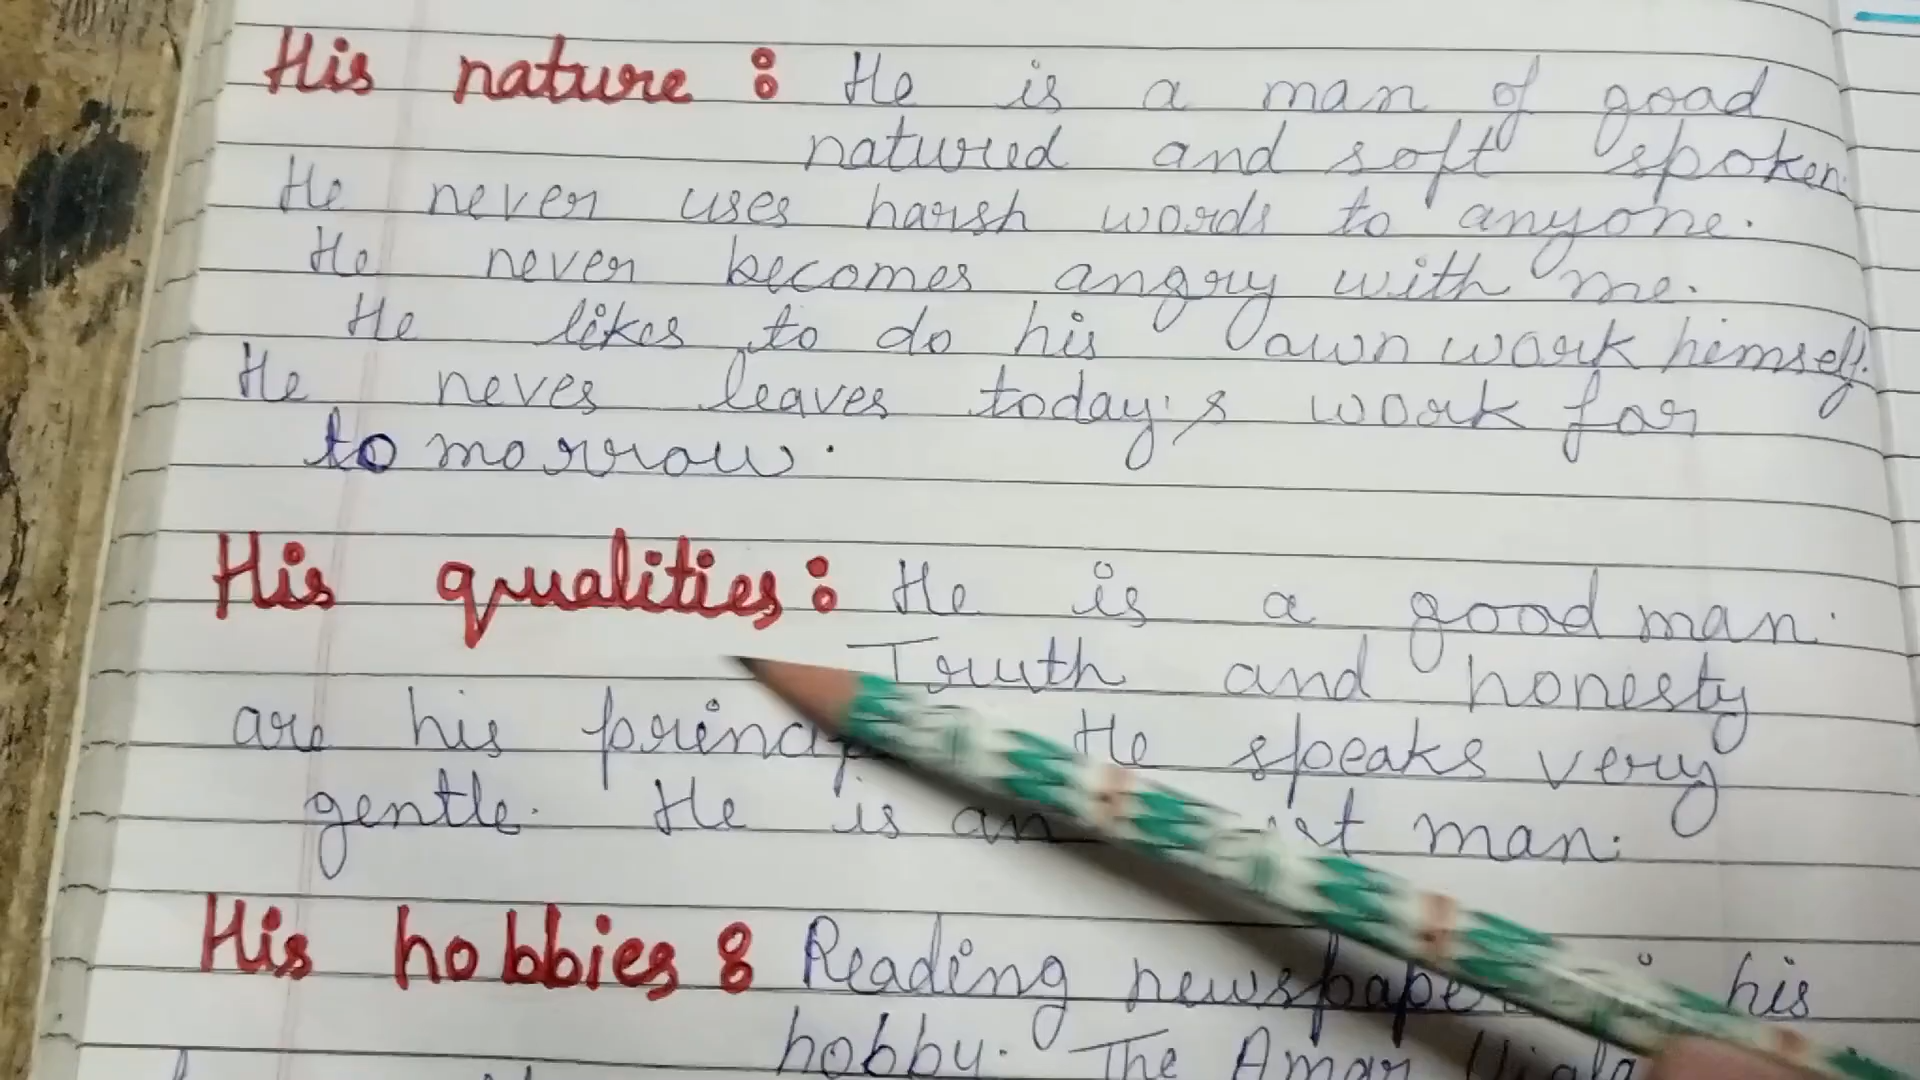 His nature : He is a man of good
natured and soft spoken.
He never uses harsh words to anyone.
He never becomes angry with me.
He likes to do his own work himself.
He never leaves today's work for
tomorrow.
His qualities : He is a good man.
Truth and honesty
are his He speaks very
gentle. He is an man.
His hobbies : Reading his
hobby. The Amar